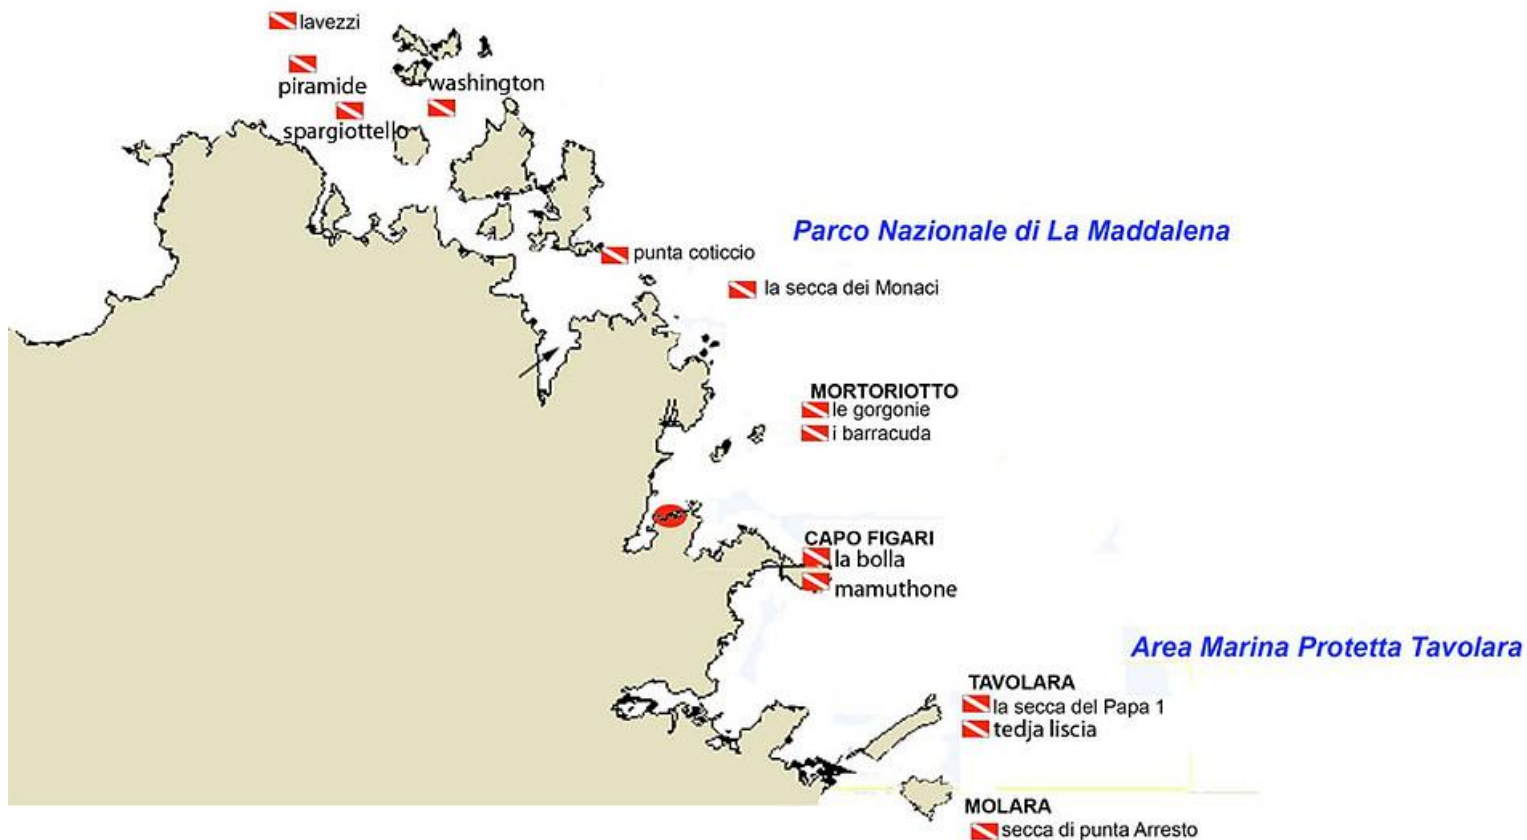 lavezzi
piramide
washington
spargiottello
Parco Nazionale di La Maddalena
punta coticcio
la secca dei Monaci
MORTORIOTTO
le gorgonie
i barracuda
CAPO FIGARI
la bolla
mamuthone
Area Marina Protetta Tavolara
TAVOLARA
la secca del Papa 1
tedja liscia
MOLARA
secca di punta Arresto